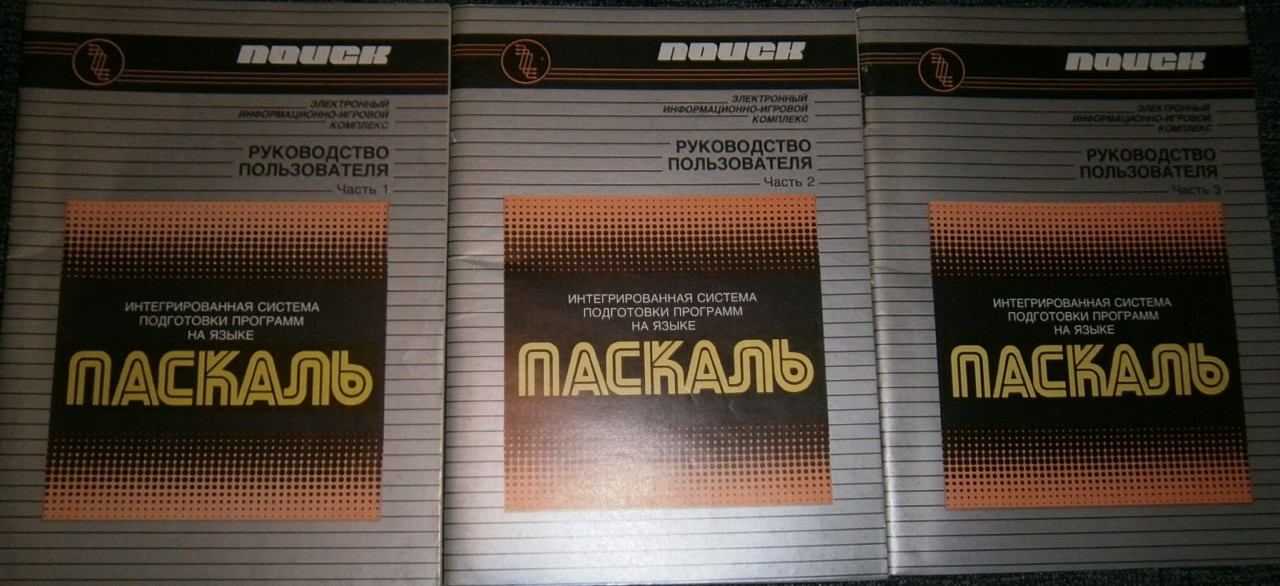 ПОИСК
ЭЛЕКТРОННЫЙ
ИНФОРМАЦИОННО-ИГРОВОЙ
КОМПЛЕКС
РУКОВОДСТВО
ПОЛЬЗОВАТЕЛЯ
Часть 1
ИНТЕГРИРОВАННАЯ СИСТЕМА
ПОДГОТОВКИ ПРОГРАММ
НА ЯЗЫКЕ
ПАСКАЛЬ
ПОИСК
ЭЛЕКТРОННЫЙ
ИНФОРМАЦИОННО-ИГРОВОЙ
КОМПЛЕКС
РУКОВОДСТВО
ПОЛЬЗОВАТЕЛЯ
Часть 2
ИНТЕГРИРОВАННАЯ СИСТЕМА
ПОДГОТОВКИ ПРОГРАММ
НА ЯЗЫКЕ
ПАСКАЛЬ
ПОИСК
ЭЛЕКТРОННЫЙ
ИНФОРМАЦИОННО-ИГРОВОЙ
КОМПЛЕКС
РУКОВОДСТВО
ПОЛЬЗОВАТЕЛЯ
Часть 3
ИНТЕГРИРОВАННАЯ СИСТЕМА
ПОДГОТОВКИ ПРОГРАММ
НА ЯЗЫКЕ
ПАСКАЛЬ